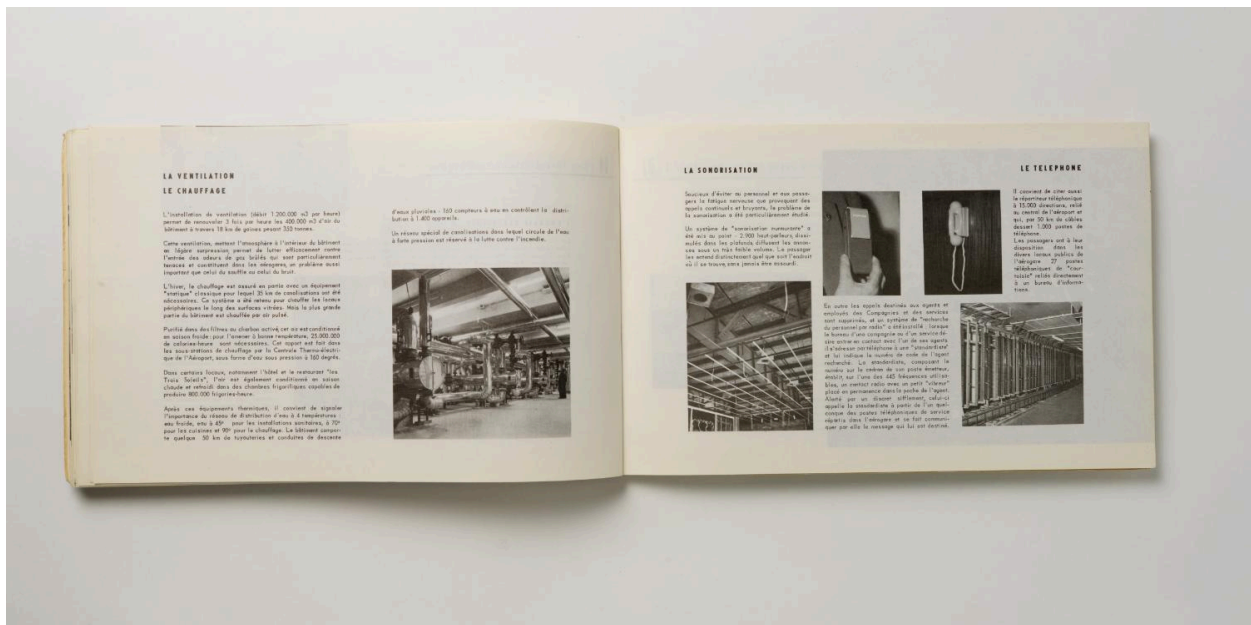 LA VENTILATION
LE CHAUFFAGE
L'installation de ventilation (débit 1 200.000 m3 par heure)
permet de renouveler 3 fois par heure les 400.000 m3 d'air du
bâtiment à travers 18 km de gaines pesant 550 tonnes.
Cette ventilation, mettant l'atmosphère à l'intérieur du bâtiment
en légère surpression, permet de lutter efficacement contre
l'entrée des odeurs de gaz brûlés qui sont particulièrement
tenaces et constituent dans les aérogares, un problème aussi
important que celui du souffle ou celui du bruit.
L'hiver, le chauffage est assuré en partie avec un équipement
"statique" classique pour lequel 35 km de canalisations ont été
nécessaires. Ce système a été retenu pour chauffer les locaux
périphériques le long des surfaces vitrées. Mais la plus grande
partie du bâtiment est chauffée par air pulsé.
Purifié dans des filtres au charbon activé, cet air est conditionné
en saison froide : pour l'amener à bonne température, 25.000.000
de calories-heure sont nécessaires. Cet apport est fait dans
les sous-stations de chauffage par la Centrale Thermo-électri-
que de l'Aéroport, sous forme d'eau sous pression à 160 degrés.
Dans certains locaux, notamment l'hôtel et le restaurant "les
Trois Soleils", l'air est également conditionné en saison
chaude et refroidi dans des chambres frigorifiques capables de
produire 800.000 frigories-heure.
Après ces équipements thermiques, il convient de signaler
l'importance du réseau de distribution d'eau à 4 températures :
eau froide, eau à 45° pour les installations sanitaires, à 70°
pour les cuisines et 90° pour le chauffage. Le bâtiment compor-
te quelque 50 km de tuyauteries et conduites de descente
d'eaux pluviales - 160 compteurs à eau en contrôlent la distri-
bution à 1.400 appareils.
Un réseau spécial de canalisations dans lequel circule de l'eau
à forte pression est réservé à la lutte contre l'incendie.
LA SONORISATION
Soucieux d'éviter au personnel et aux passa-
gers la fatigue nerveuse que provoquent des
appels continuels et bruyants, le problème de
la sonorisation a été particulièrement étudié.
Un système de "sonorisation murmurante" a
été mis au point : 2.900 haut-parleurs, dissi-
mulés dans les plafonds, diffusent les annon-
ces sous un très faible volume. Le passager
les entend distinctement quel que soit l'endroit
où il se trouve, sans jamais être assourdi.
En outre les appels destinés aux agents et
employés des Compagnies et des services
sont supprimés, et un système de "recherche
du personnel par radio" a été installé : lorsque
le bureau d'une compagnie ou d'un service dé-
sire entrer en contact avec l'un de ses agents,
il s'adresse par téléphone à une "standardiste"
et lui indique le numéro de code de l'agent
recherché. La standardiste, composant le
numéro sur le cadran de son poste émetteur,
établit, sur l'une des 445 fréquences utilisa-
bles, un contact radio avec un petit "vibreur"
placé en permanence dans la poche de l'agent.
Alerté par un discret sifflement, celui-ci
appelle la standardiste à partir de l'un quel-
conque des postes téléphoniques de service
répartis dans l'aérogare et se fait communi-
quer par elle le message qui lui est destiné.
LE TELEPHONE
Il convient de citer aussi
le répartiteur téléphonique
à 15.000 directions, relié
au central de l'aéroport et
qui, par 50 km de câbles
dessert 1.000 postes de
téléphone.
Les passagers ont à leur
disposition dans les
divers locaux publics de
l'aérogare 27 postes
téléphoniques de "cour-
toisie" reliés directement
à un bureau d'informa-
tions.